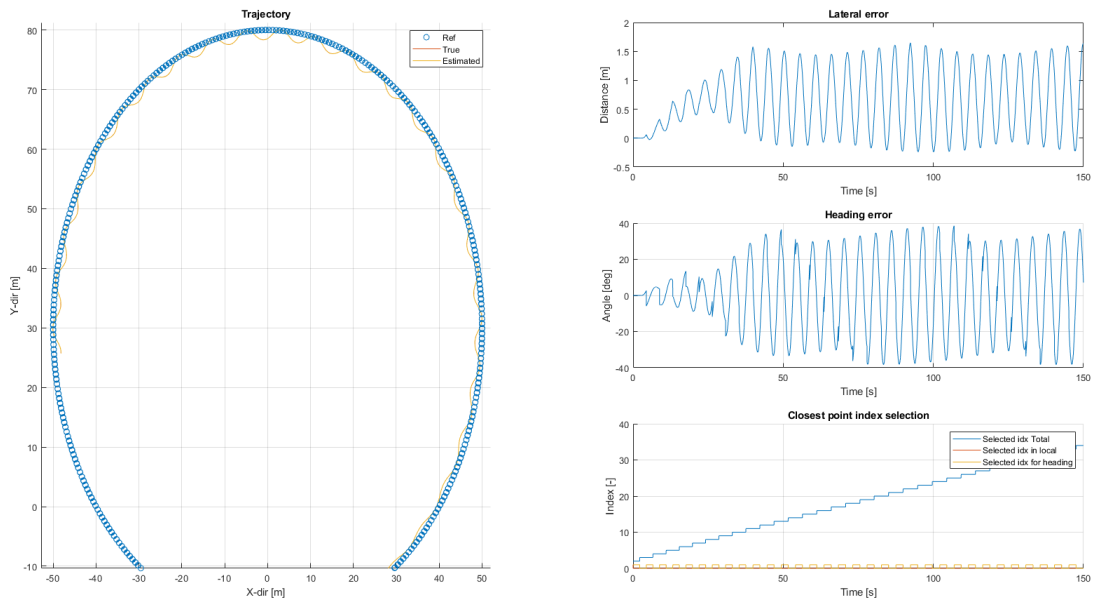 Trajectory
Ref
True
Estimated
80
70
60
50
40
30
20
10
0
-10
Y-dir [m]
-50 -40 -30 -20 -10 0 10 20 30 40 50
X-dir [m]
Lateral error
2
1.5
1
0.5
0
-0.5
Distance [m]
0 50 100 150
Time [s]
Heading error
40
20
0
-20
-40
Angle [deg]
0 50 100 150
Time [s]
Closest point index selection
Selected idx Total
Selected idx in local
Selected idx for heading
40
30
20
10
0
Index [-]
0 50 100 150
Time [s]